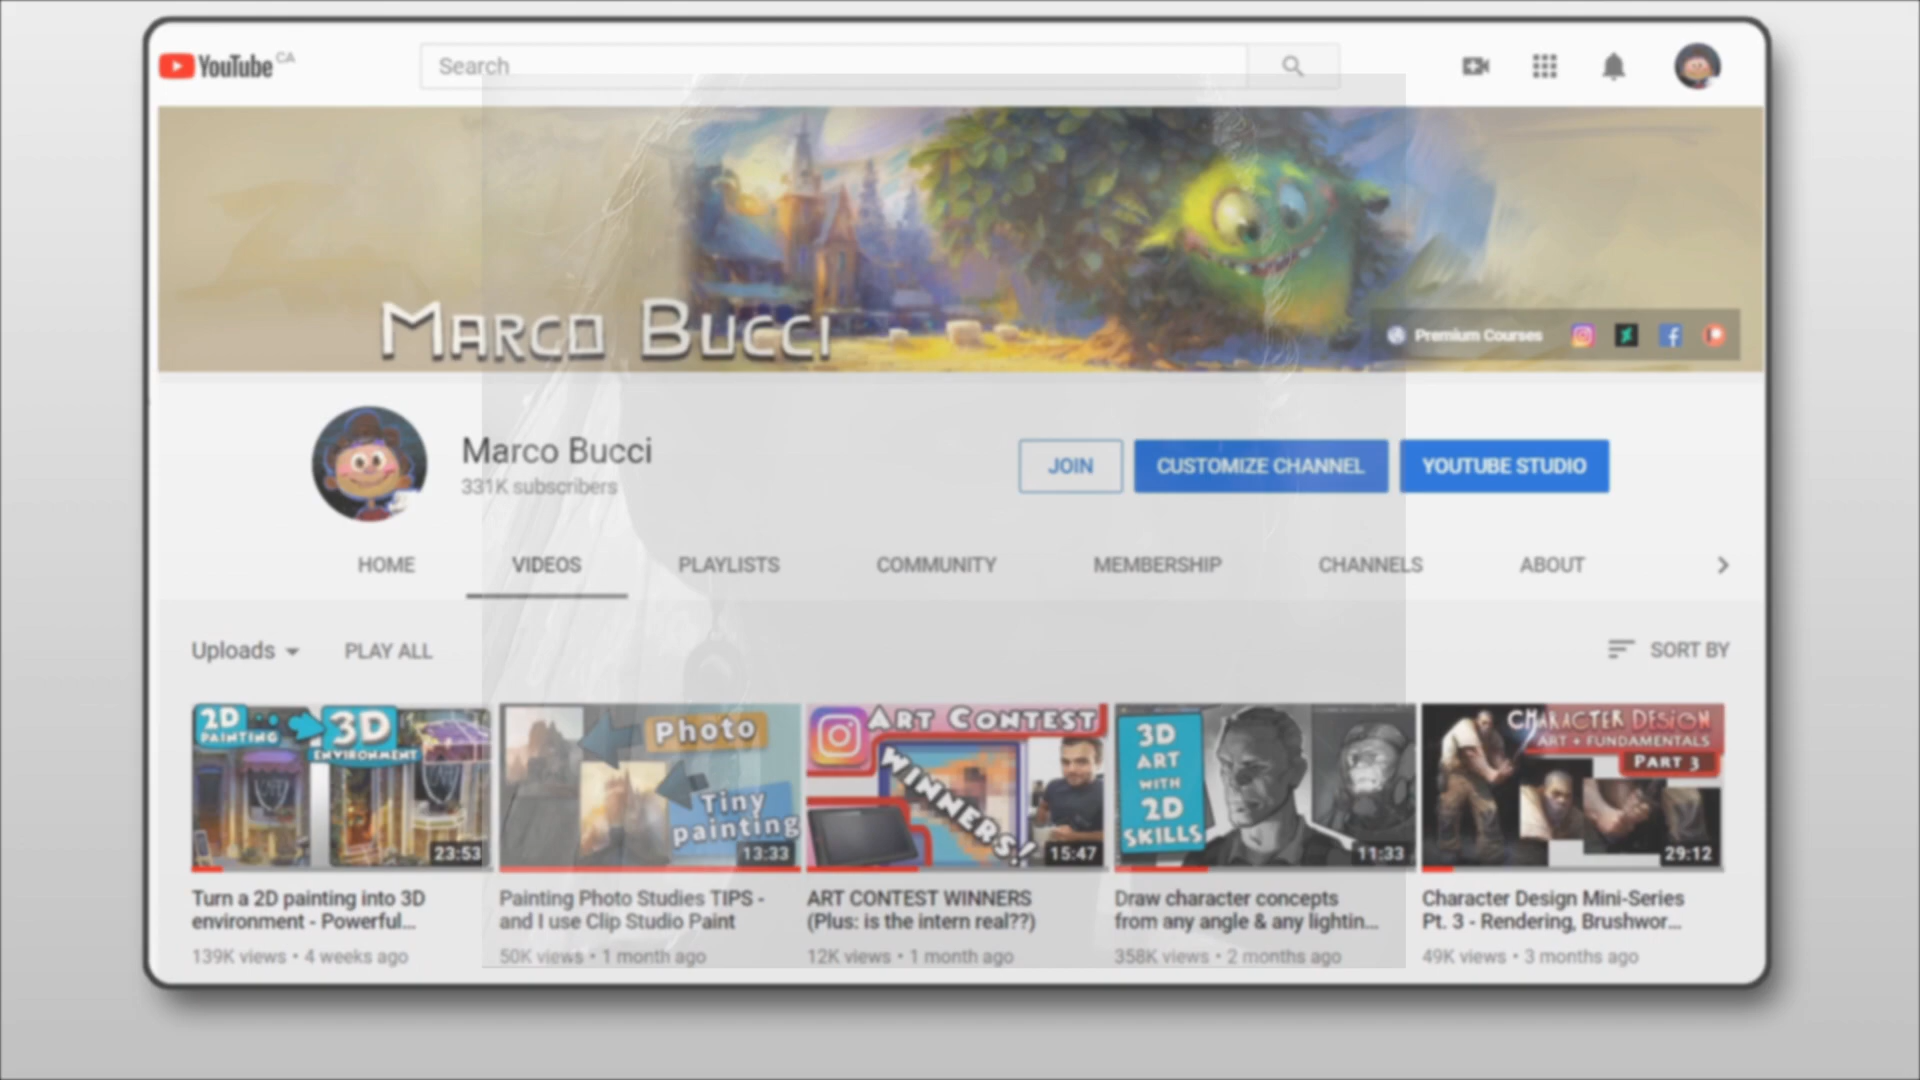 YouTube CA
Search
MARCO BUCCI
Premium Courses
Marco Bucci
331K subscribers
JOIN
CUSTOMIZE CHANNEL
YOUTUBE STUDIO
HOME
VIDEOS
PLAYLISTS
COMMUNITY
MEMBERSHIP
CHANNELS
ABOUT
Uploads
PLAY ALL
SORT BY
2D
PAINTING
3D
ENVIRONMENT
23:53
Photo
Tiny
painting
13:33
ART CONTEST
WINNERS!
15:47
3D
ART
WITH
2D
SKILLS
11:33
CHARACTER DESIGN
ART + FUNDAMENTALS
PART 3
29:12
Turn a 2D painting into 3D
environment - Powerful...
139K views • 4 weeks ago
Painting Photo Studies TIPS -
and I use Clip Studio Paint
50K views • 1 month ago
ART CONTEST WINNERS
(Plus: is the intern real??)
12K views • 1 month ago
Draw character concepts
from any angle & any lightin...
358K views • 2 months ago
Character Design Mini-Series
Pt. 3 - Rendering, Brushwor...
49K views • 3 months ago